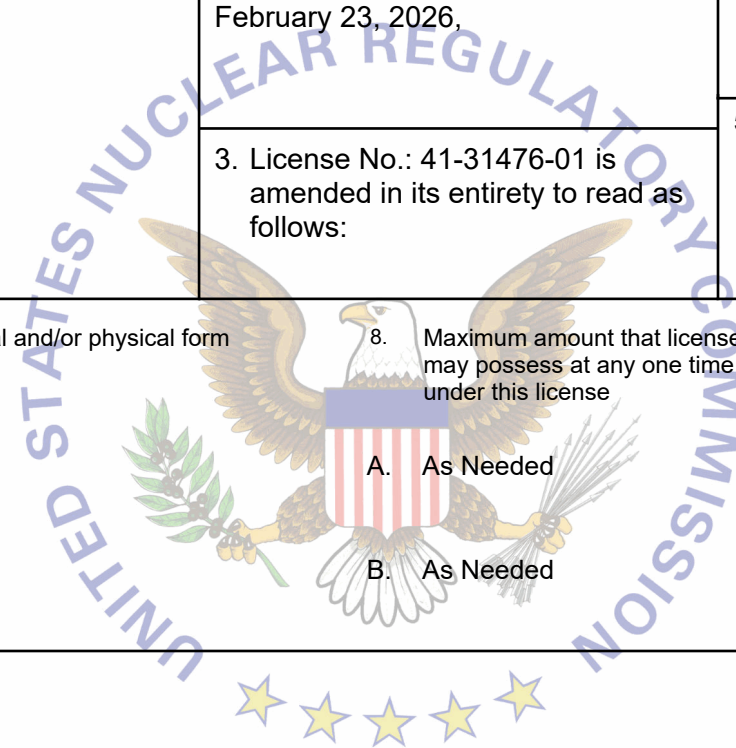 February 23, 2026,
3. License No.: 41-31476-01 is
amended in its entirety to read as
follows:
and/or physical form
8. Maximum amount that license
may possess at any one time
under this license
A. As Needed
B. As Needed
UNITED STATES NUCLEAR REGULATORY COMMISSION